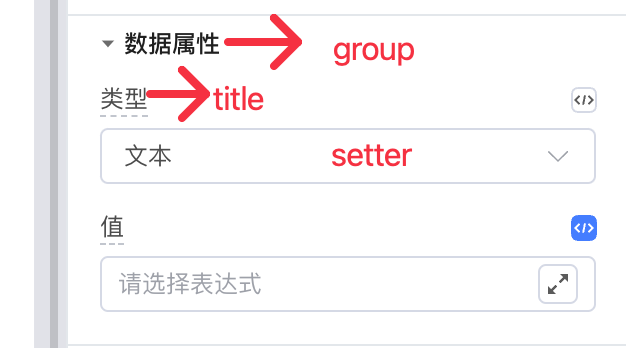 数据属性 group
类型 title
</>
文本 setter
值
</>
请选择表达式